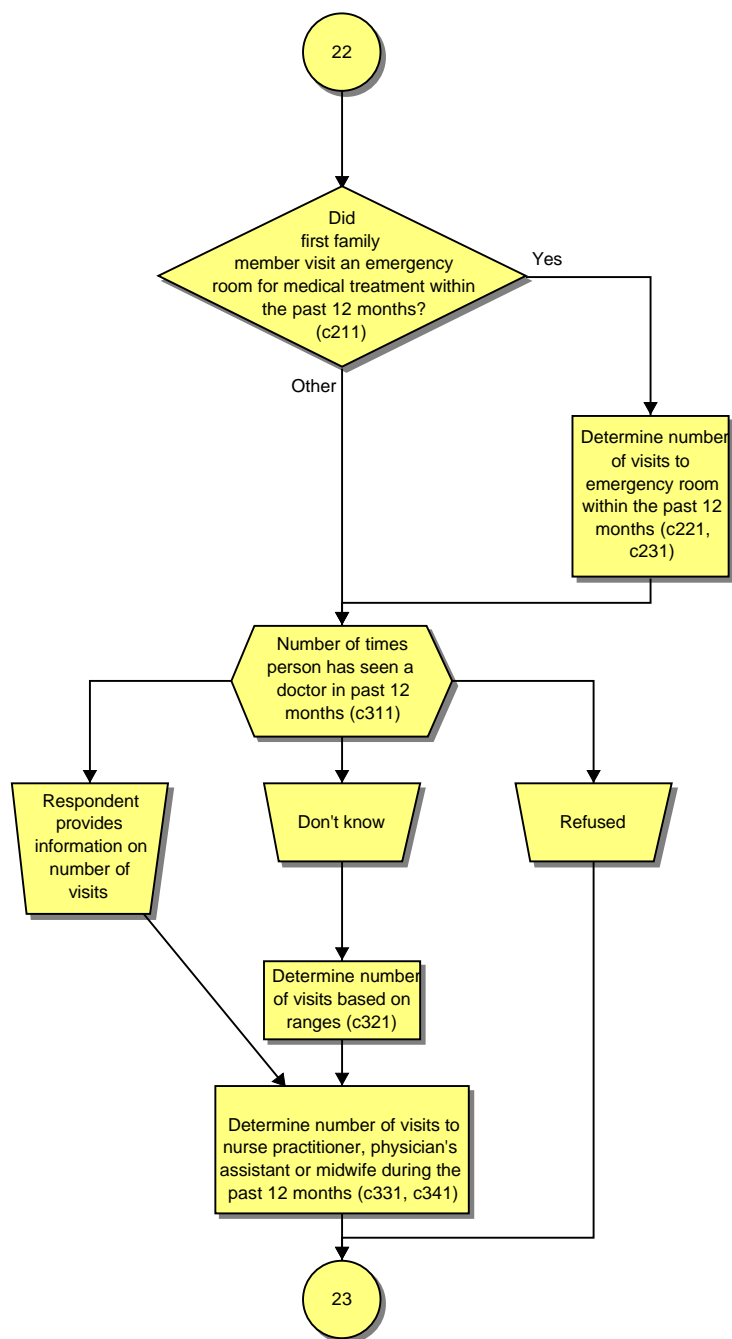 22
Did
first family
member visit an emergency
room for medical treatment within
the past 12 months?
(c211)
Yes
Other
Determine number
of visits to
emergency room
within the past 12
months (c221,
c231)
Number of times
person has seen a
doctor in past 12
months (c311)
Respondent
provides
information on
number of
visits
Don't know
Refused
Determine number
of visits based on
ranges (c321)
Determine number of visits to
nurse practitioner, physician's
assistant or midwife during the
past 12 months (c331, c341)
23